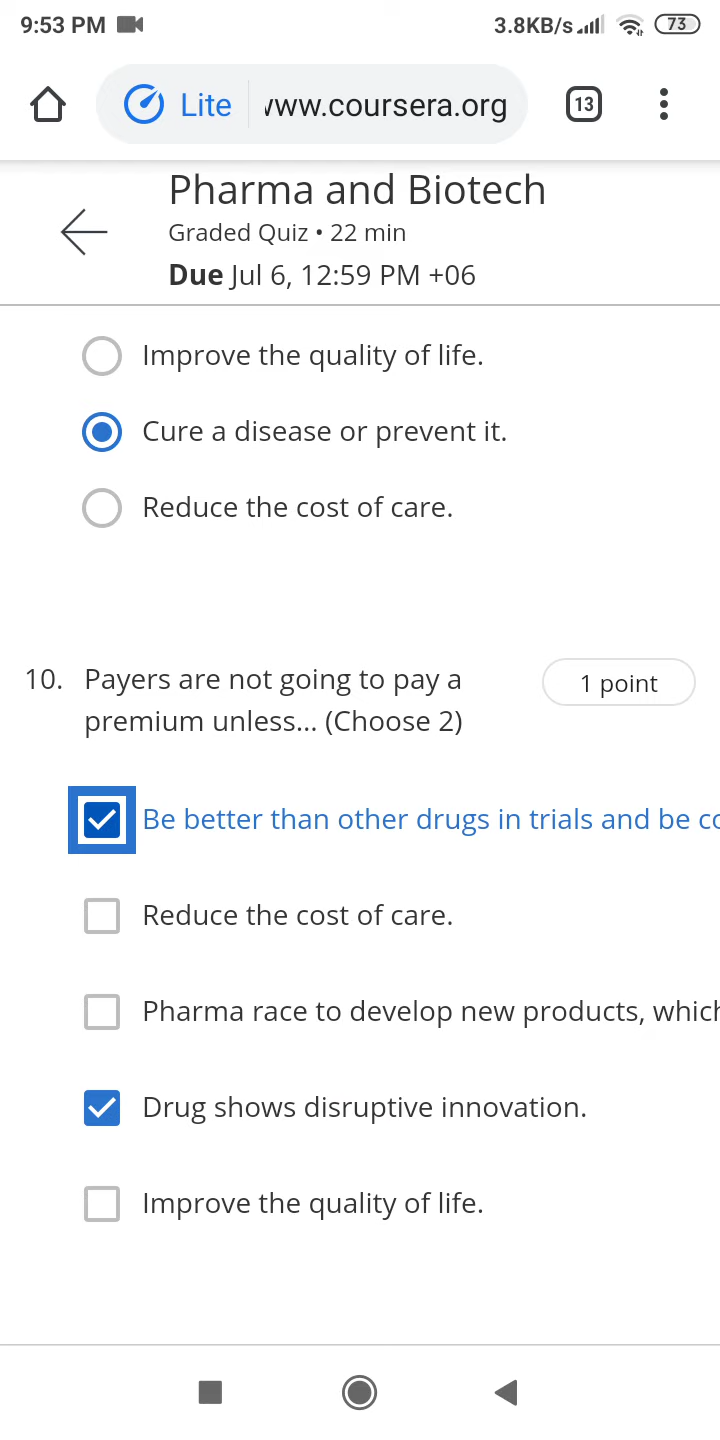 9:53 PM
3.8KB/s
73
Lite
www.coursera.org
13
Pharma and Biotech
Graded Quiz • 22 min
Due Jul 6, 12:59 PM +06
Improve the quality of life.
Cure a disease or prevent it.
Reduce the cost of care.
10. Payers are not going to pay a
1 point
premium unless... (Choose 2)
Be better than other drugs in trials and be
Reduce the cost of care.
Pharma race to develop new products,
Drug shows disruptive innovation.
Improve the quality of life.